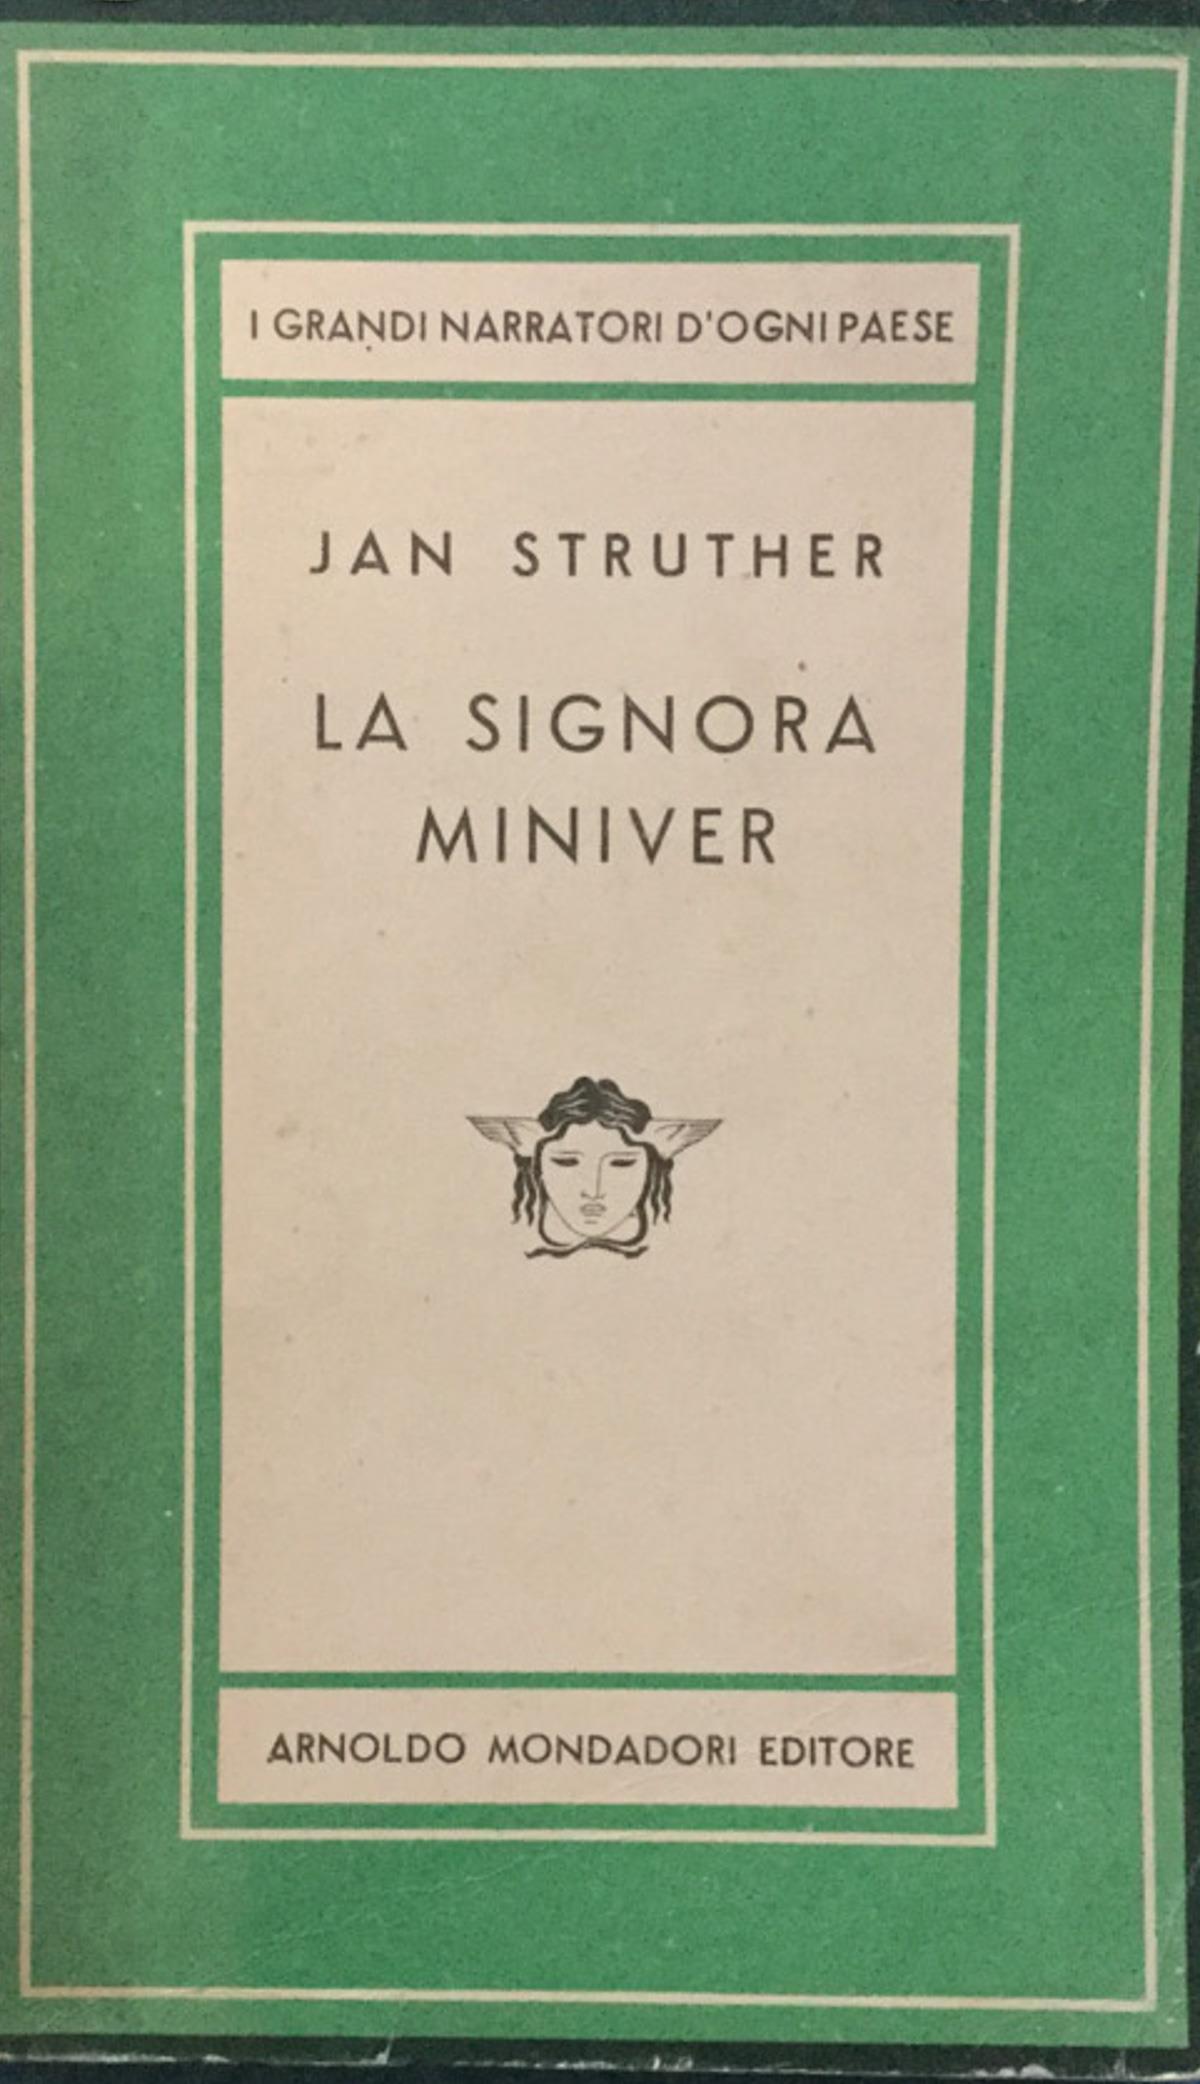 I GRANDI NARRATORI D'OGNI PAESE
JAN STRUTHER
LA SIGNORA
MINIVER
ARNOLDO MONDADORI EDITORE